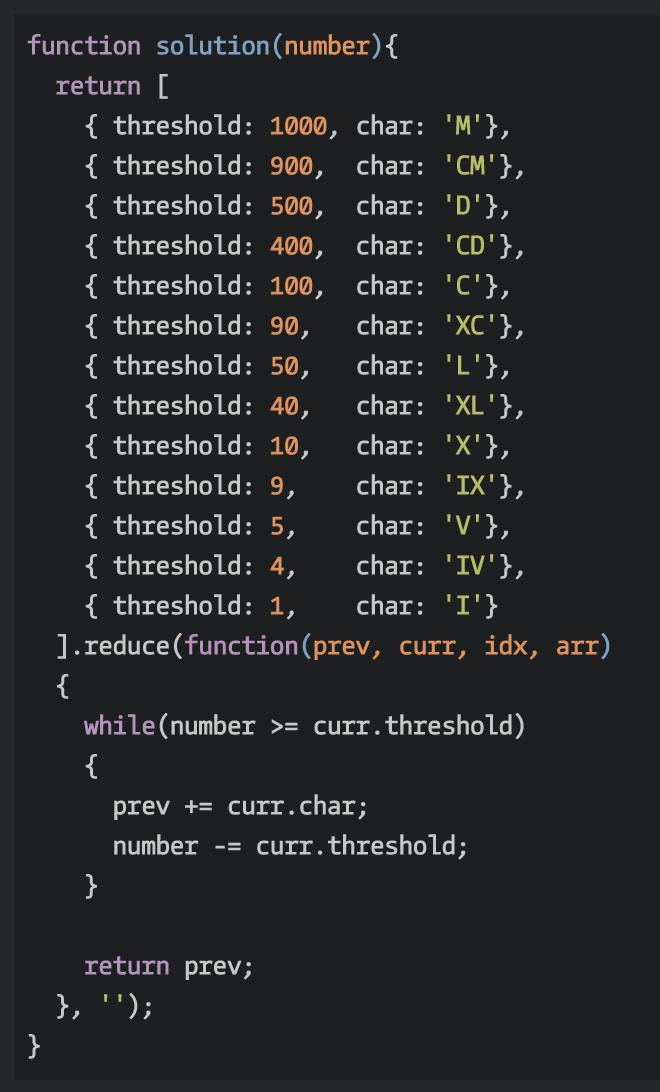 function solution(number){
  return [
    { threshold: 1000, char: 'M'},
    { threshold: 900,  char: 'CM'},
    { threshold: 500,  char: 'D'},
    { threshold: 400,  char: 'CD'},
    { threshold: 100,  char: 'C'},
    { threshold: 90,   char: 'XC'},
    { threshold: 50,   char: 'L'},
    { threshold: 40,   char: 'XL'},
    { threshold: 10,   char: 'X'},
    { threshold: 9,    char: 'IX'},
    { threshold: 5,    char: 'V'},
    { threshold: 4,    char: 'IV'},
    { threshold: 1,    char: 'I'}
  ].reduce(function(prev, curr, idx, arr)
  {
    while(number >= curr.threshold)
    {
      prev += curr.char;
      number -= curr.threshold;
    }

    return prev;
  }, '');
}